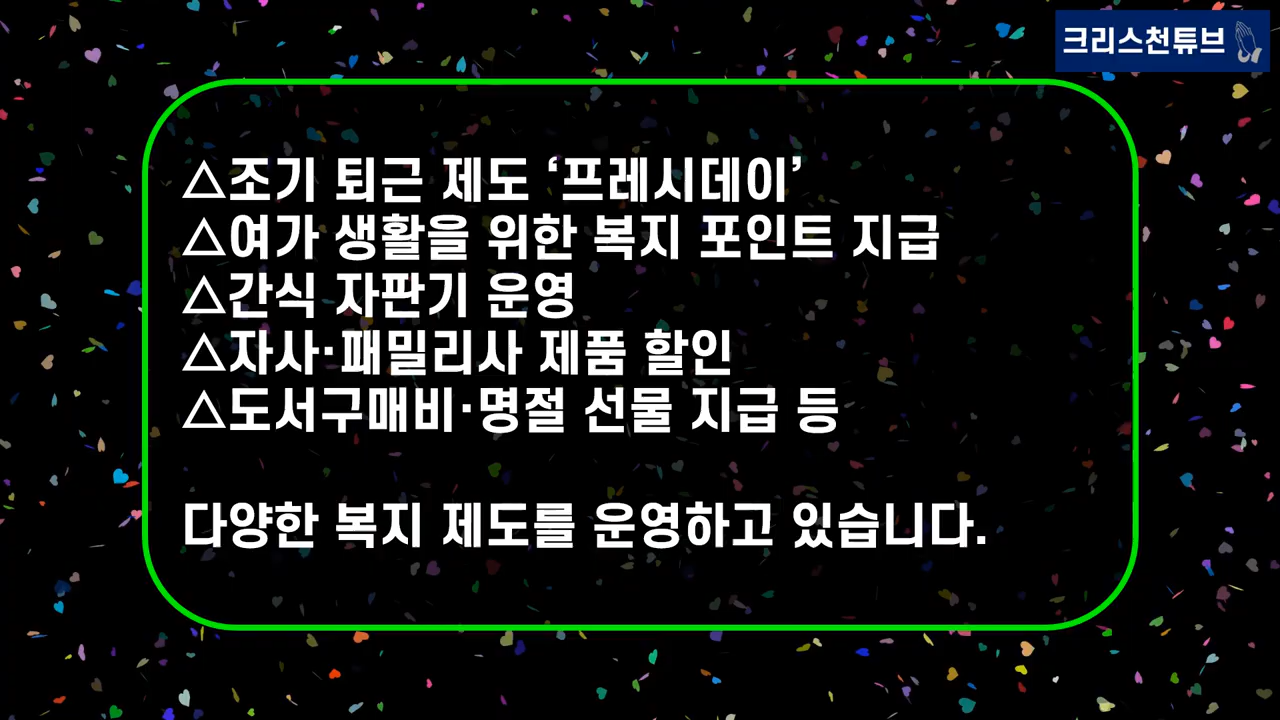 크리스천튜브
△조기 퇴근 제도 ‘프레시데이’
△여가 생활을 위한 복지 포인트 지급
△간식 자판기 운영
△자사·패밀리사 제품 할인
△도서구매비·명절 선물 지급 등
다양한 복지 제도를 운영하고 있습니다.